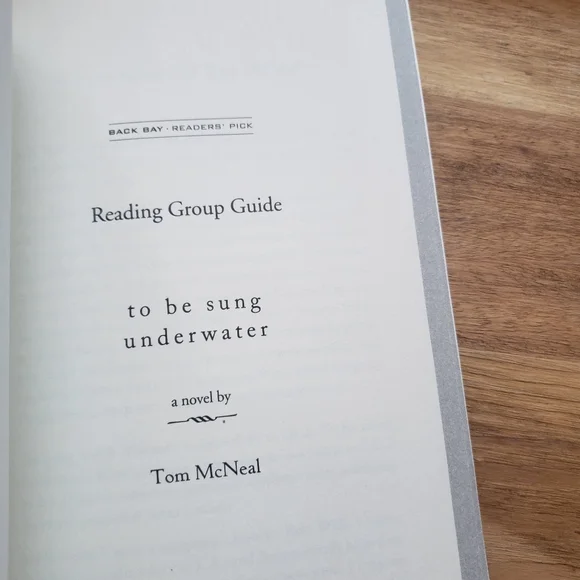 BACK BAY · READERS' PICK
Reading Group Guide
to be sung
underwater
a novel by
Tom McNeal